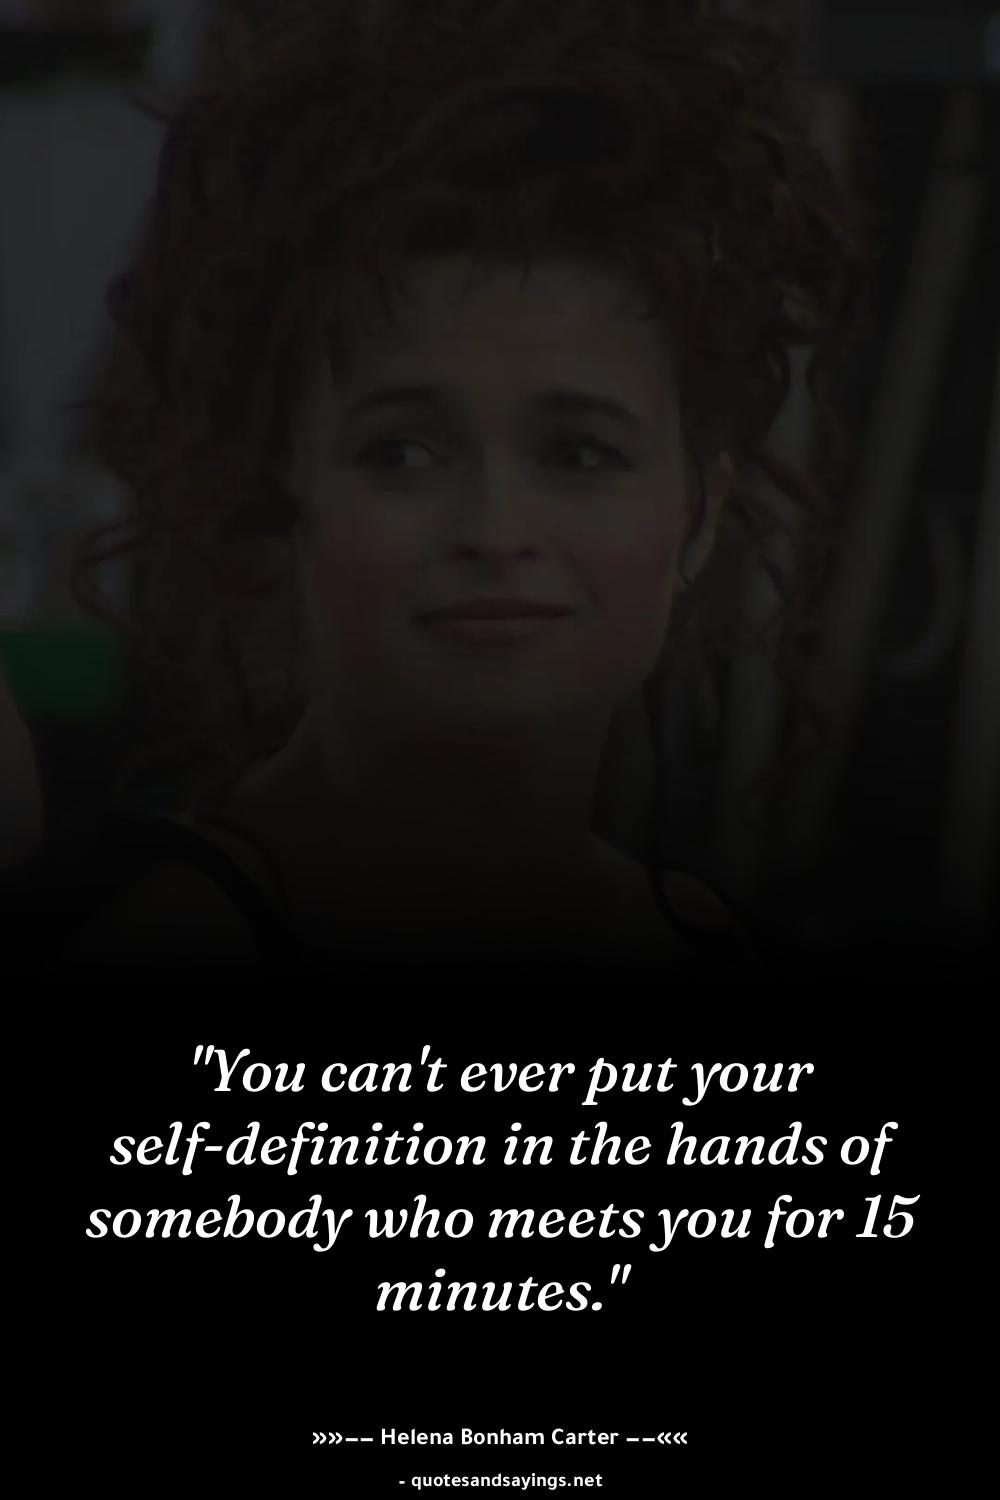 "You can't ever put your
self-definition in the hands of
somebody who meets you for 15
minutes."
»»−− Helena Bonham Carter −−««
- quotesandsayings.net